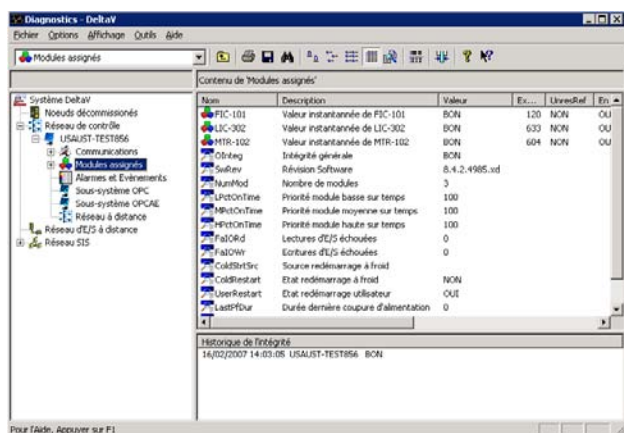 Diagnostics - DeltaV
Fichier Options Affichage Outils Aide
Modules assignés
Contenu de 'Modules assignés'
Système DeltaV
Noeuds décommissionés
Réseau de contrôle
USAUST-TEST856
Communications
Modules assignés
Alarmes et Evènements
Sous-système OPC
Sous-système OPCAE
Réseau à distance
Réseau d'E/S à distance
Réseau SIS
Nom Description Valeur Ex... UnresRef En
FIC-101 Valeur instantannée de FIC-101 BON 120 NON OU
LIC-302 Valeur instantannée de LIC-302 BON 633 NON OU
MTR-102 Valeur instantannée de MTR-102 BON 604 NON OU
OInteg Intégrité générale BON
SwRev Révision Software 8.4.2.4985.xd
NumMod Nombre de modules 3
LPctOnTime Priorité module basse sur temps 100
MPctOnTime Priorité module moyenne sur temps 100
HPctOnTime Priorité module haute sur temps 100
FaIORd Lectures d'E/S échouées 0
FaIOWr Ecritures d'E/S échouées 0
ColdStrtSrc Source redémarrage à froid
ColdRestart Etat redémarrage à froid NON
UserRestart Etat redémarrage utilisateur OUI
LastPfDur Durée dernière coupure d'alimentation 0
Historique de l'intégrité
16/02/2007 14:03:05 USAUST-TEST856 BON
Pour l'Aide, Appuyer sur F1